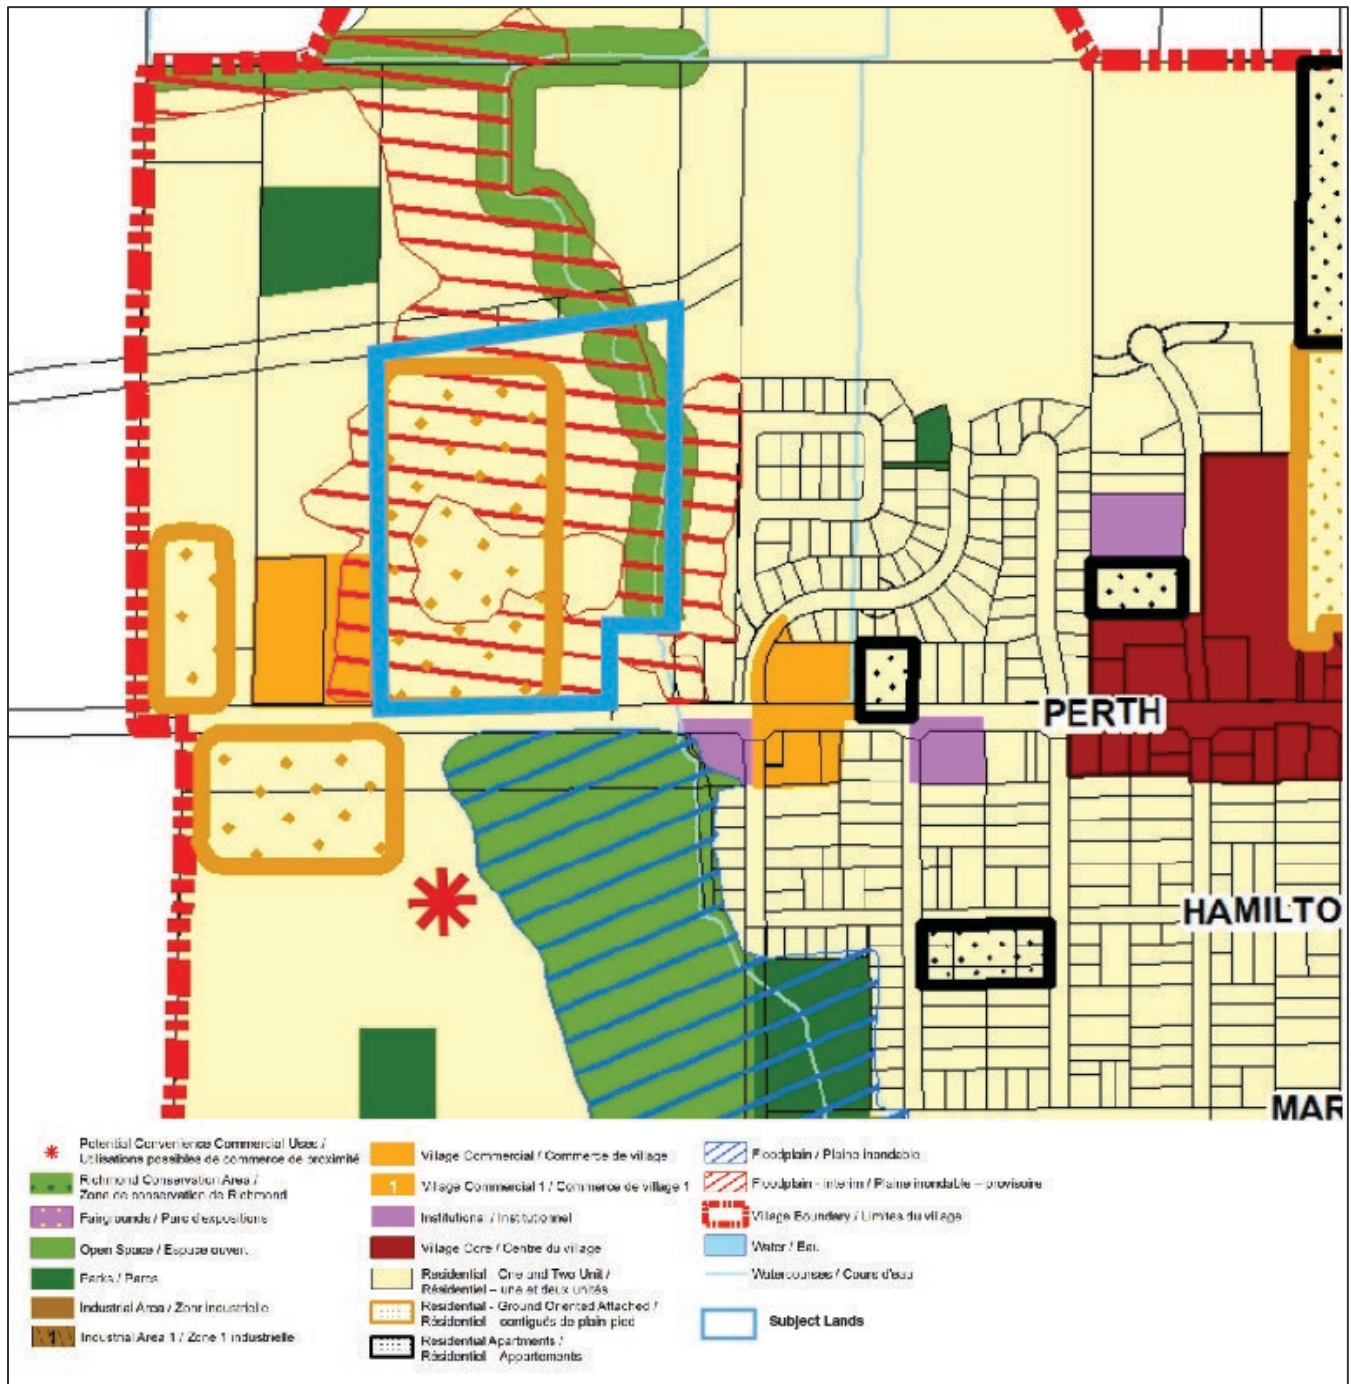 PERTH
HAMILTO
MAR
Potential Convenience Commercial Uses /
Utilisations possibles de commerce de proximité
Richmond Conservation Area /
Zone de conservation de Richmond
Fairgrounds / Parc d'expositions
Open Space / Espace ouvert
Parks / Parcs
Industrial Area / Zone industrielle
1 Industrial Area 1 / Zone 1 industrielle
Village Commercial / Commerce de village
1 Village Commercial 1 / Commerce de village 1
Institutional / Institutionnel
Village Core / Centre du village
Residential - One and Two Unit /
Résidentiel – une et deux unités
Residential - Ground Oriented Attached /
Résidentiel - contiguës de plain pied
Residential Apartments /
Résidentiel - Appartements
Floodplain / Plaine inondable
Floodplain - interim / Plaine inondable – provisoire
Village Boundary / Limites du village
Water / Eau
Watercourses / Cours d'eau
Subject Lands